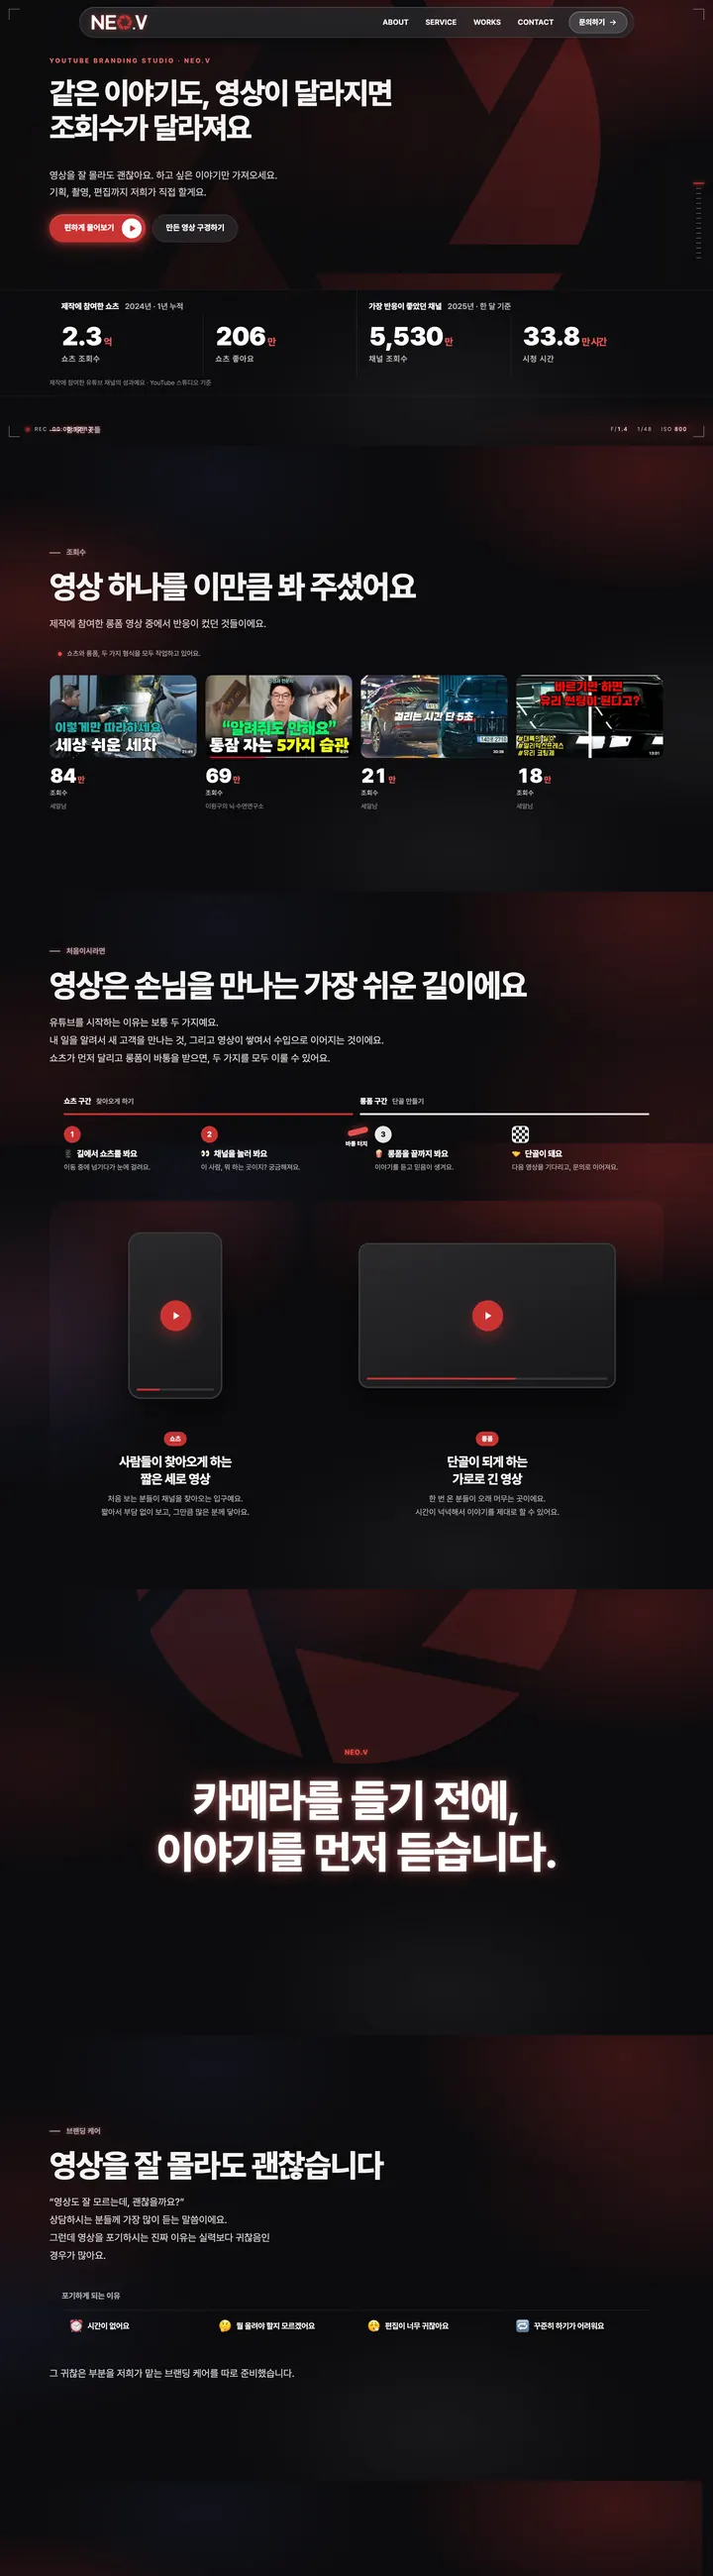 NEO.V
ABOUT
SERVICE
WORKS
CONTACT
문의하기 →
YOUTUBE BRANDING STUDIO · NEO.V
같은 이야기도, 영상이 달라지면
조회수가 달라져요
영상을 잘 몰라도 괜찮아요. 하고 싶은 이야기만 가져오세요.
기획, 촬영, 편집까지 저희가 직접 할게요.
편하게 물어보기
만든 영상 구경하기
제작에 참여한 쇼츠 2024년 · 1년 누적
가장 반응이 좋았던 채널 2025년 · 한 달 기준
2.3억
206만
5,530만
33.8만시간
쇼츠 조회수
쇼츠 좋아요
채널 조회수
시청 시간
제작에 참여한 유튜브 채널의 성과예요 · YouTube 스튜디오 기준
REC
F/1.4 1/48 ISO 800
조회수
영상 하나를 이만큼 봐 주셨어요
제작에 참여한 롱폼 영상 중에서 반응이 컸던 것들이에요.
쇼츠와 롱폼, 두 가지 형식을 모두 작업하고 있어요.
이렇게만 따라하세요
세상 쉬운 세차
"알려줘도 안해요"
통잠 자는 5가지 습관
걸리는 시간 단 5초
바르기만 하면
유리 썬팅이 된다고?
#유리 코팅제
84만
69만
21만
18만
조회수
조회수
조회수
조회수
세알남
세알남
세알남
처음이시라면
영상은 손님을 만나는 가장 쉬운 길이에요
유튜브를 시작하는 이유는 보통 두 가지예요.
내 일을 알려서 새 고객을 만나는 것, 그리고 영상이 쌓여서 수입으로 이어지는 것이에요.
쇼츠가 먼저 달리고 롱폼이 바통을 받으면, 두 가지를 모두 이룰 수 있어요.
쇼츠 구간 찾아오게 하기
롱폼 구간 단골 만들기
1
2
바통 터치
3
길에서 쇼츠를 봐요
👀 채널을 눌러 봐요
🍿 롱폼을 끝까지 봐요
🤝 단골이 돼요
이동 중에 넘기다가 눈에 걸려요.
이 사람, 뭐 하는 곳이지? 궁금해져요.
이야기를 듣고 믿음이 생겨요.
다음 영상을 기다리고, 문의로 이어져요.
쇼츠
사람들이 찾아오게 하는
짧은 세로 영상
처음 보는 분들이 채널을 찾아오는 입구예요.
짧아서 부담 없이 보고, 그만큼 많은 분께 닿아요.
롱폼
단골이 되게 하는
가로로 긴 영상
한 번 온 분들이 오래 머무는 곳이에요.
시간이 넉넉해서 이야기를 제대로 할 수 있어요.
NEO.V
카메라를 들기 전에,
이야기를 먼저 듣습니다.
브랜딩 케어
영상을 잘 몰라도 괜찮습니다
"영상도 잘 모르는데, 괜찮을까요?"
상담하시는 분들께 가장 많이 듣는 말씀이에요.
그런데 영상을 포기하시는 진짜 이유는 실력보다 귀찮음인
경우가 많아요.
포기하게 되는 이유
⏰ 시간이 없어요
🤔 뭘 올려야 할지 모르겠어요
편집이 너무 귀찮아요
🔁 꾸준히 하기가 어려워요
그 귀찮은 부분을 저희가 맡는 브랜딩 케어를 따로 준비했습니다.